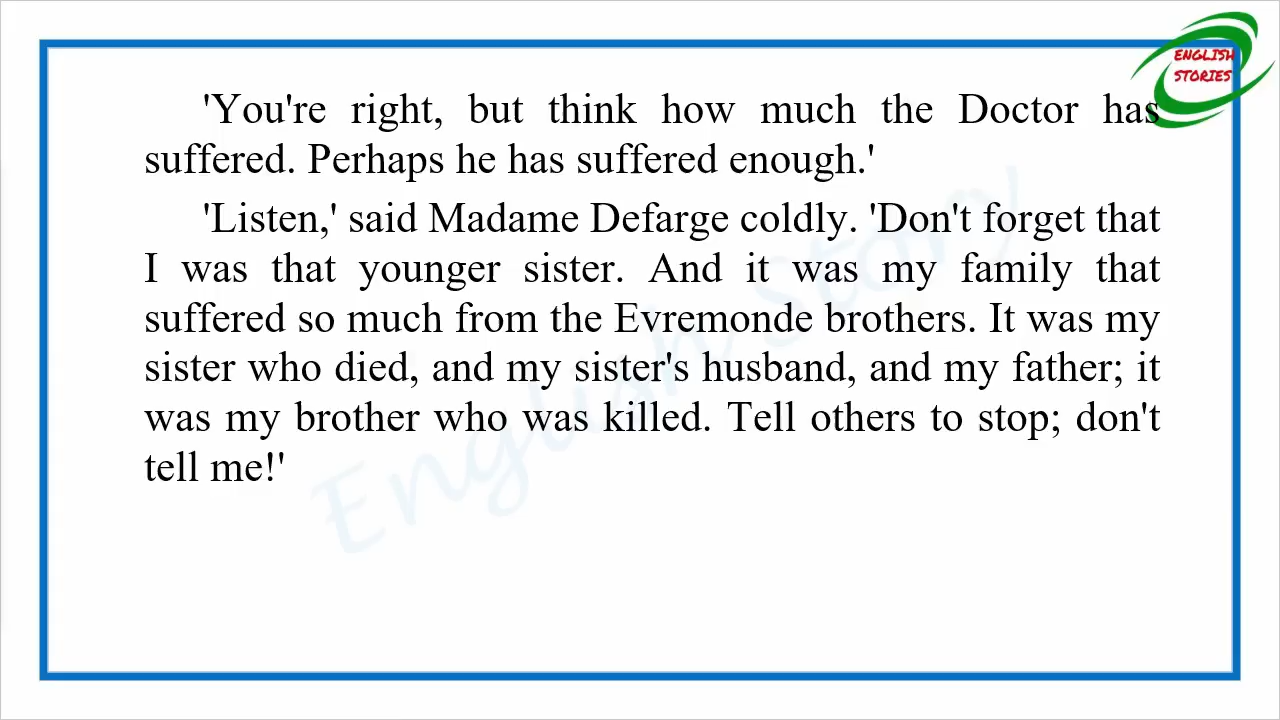 ENGLISH
STORIES
'You're right, but think how much the Doctor has
suffered. Perhaps he has suffered enough.'
'Listen,' said Madame Defarge coldly. 'Don't forget that
I was that younger sister. And it was my family that
suffered so much from the Evremonde brothers. It was my
sister who died, and my sister's husband, and my father; it
was my brother who was killed. Tell others to stop; don't
tell me!'
English Story